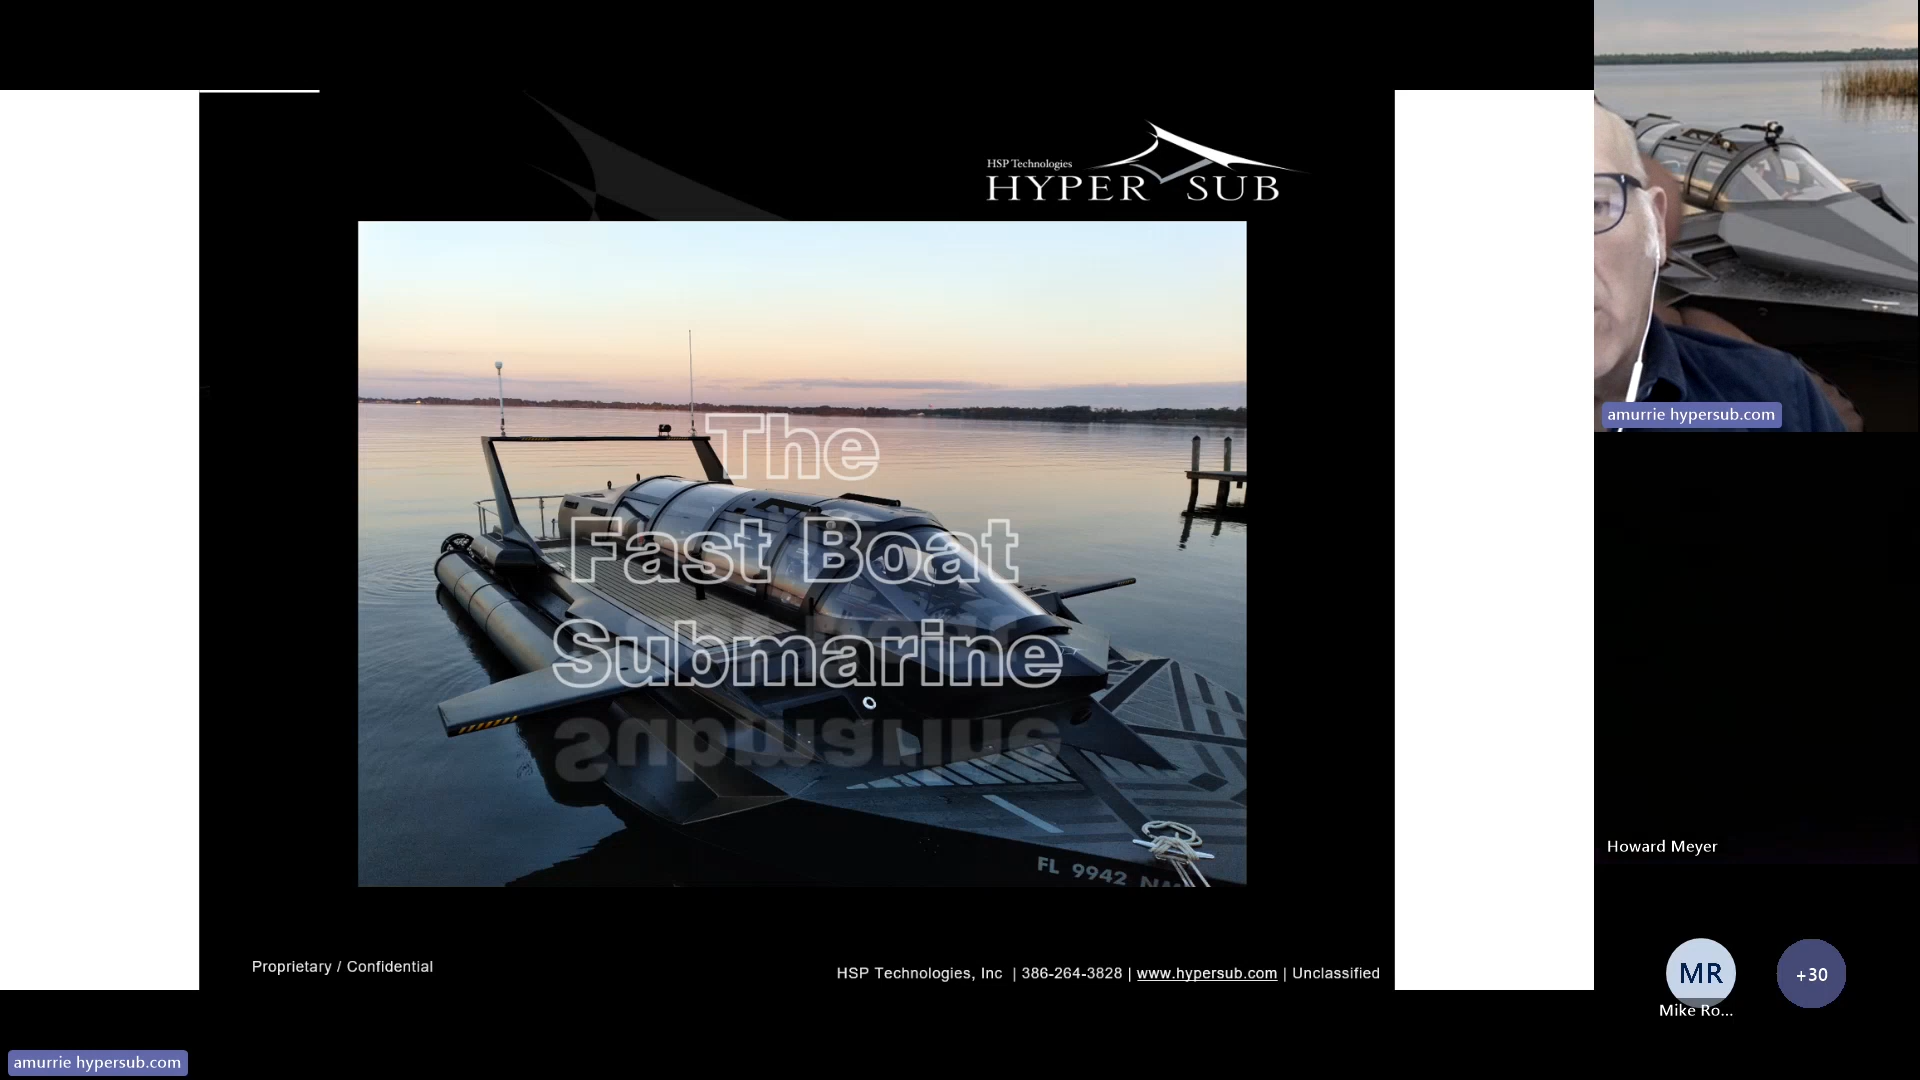 HSP Technologies
HYPER SUB
The
Fast Boat
Submarine
FL 9942
Proprietary / Confidential
HSP Technologies, Inc | 386-264-3828 | www.hypersub.com | Unclassified
amurrie hypersub.com
Howard Meyer
MR
+30
Mike Ro...
amurrie hypersub.com